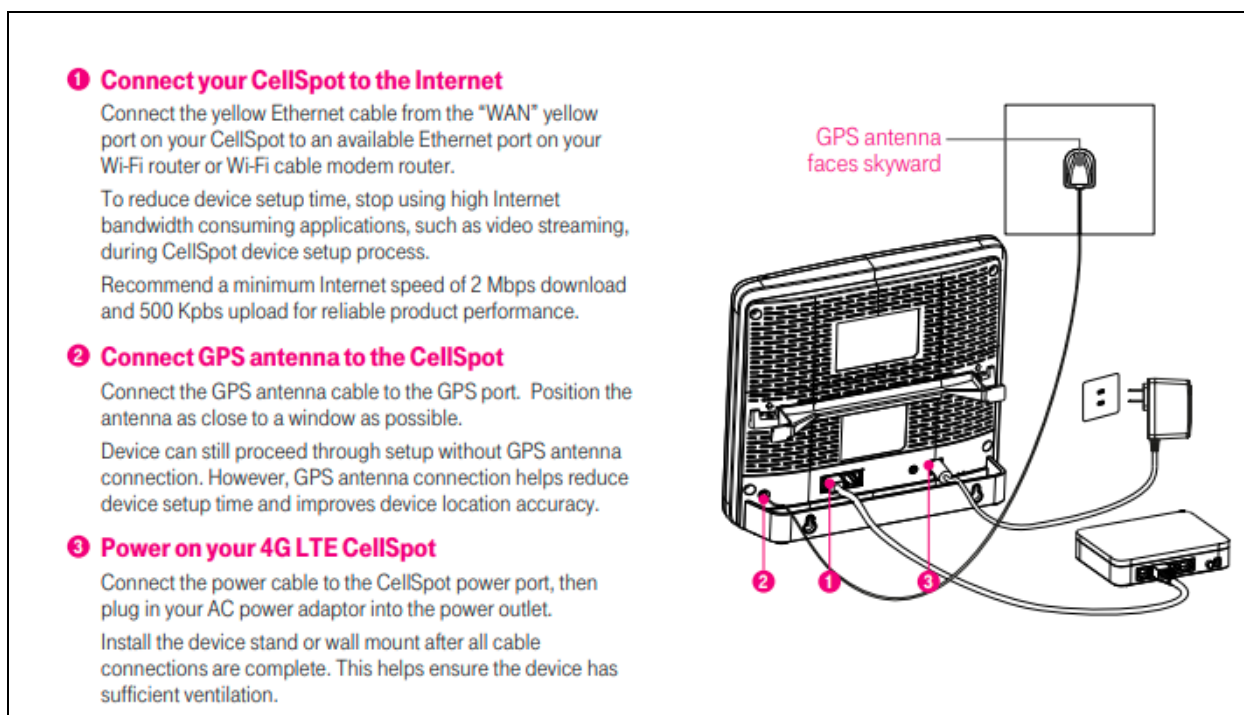 1 Connect your CellSpot to the Internet
Connect the yellow Ethernet cable from the “WAN” yellow
port on your CellSpot to an available Ethernet port on your
Wi-Fi router or Wi-Fi cable modem router.
To reduce device setup time, stop using high Internet
bandwidth consuming applications, such as video streaming,
during CellSpot device setup process.
Recommend a minimum Internet speed of 2 Mbps download
and 500 Kpbs upload for reliable product performance.
2 Connect GPS antenna to the CellSpot
Connect the GPS antenna cable to the GPS port. Position the
antenna as close to a window as possible.
Device can still proceed through setup without GPS antenna
connection. However, GPS antenna connection helps reduce
device setup time and improves device location accuracy.
3 Power on your 4G LTE CellSpot
Connect the power cable to the CellSpot power port, then
plug in your AC power adaptor into the power outlet.
Install the device stand or wall mount after all cable
connections are complete. This helps ensure the device has
sufficient ventilation.
GPS antenna
faces skyward
2 1 3